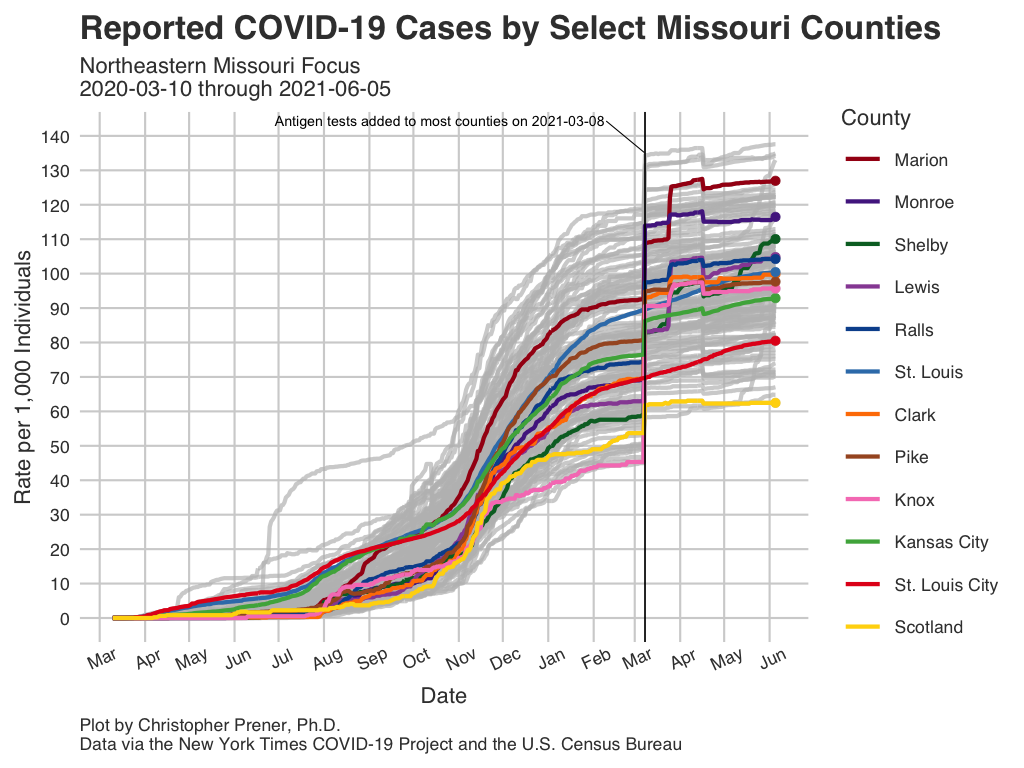 Reported COVID-19 Cases by Select Missouri Counties
Northeastern Missouri Focus
2020-03-10 through 2021-06-05
Antigen tests added to most counties on 2021-03-08
Rate per 1,000 Individuals
140
130
120
110
100
90
80
70
60
50
40
30
20
10
0
Mar Apr May Jun Jul Aug Sep Oct Nov Dec Jan Feb Mar Apr May Jun
Date
County
Marion
Monroe
Shelby
Lewis
Ralls
St. Louis
Clark
Pike
Knox
Kansas City
St. Louis City
Scotland
Plot by Christopher Prener, Ph.D.
Data via the New York Times COVID-19 Project and the U.S. Census Bureau